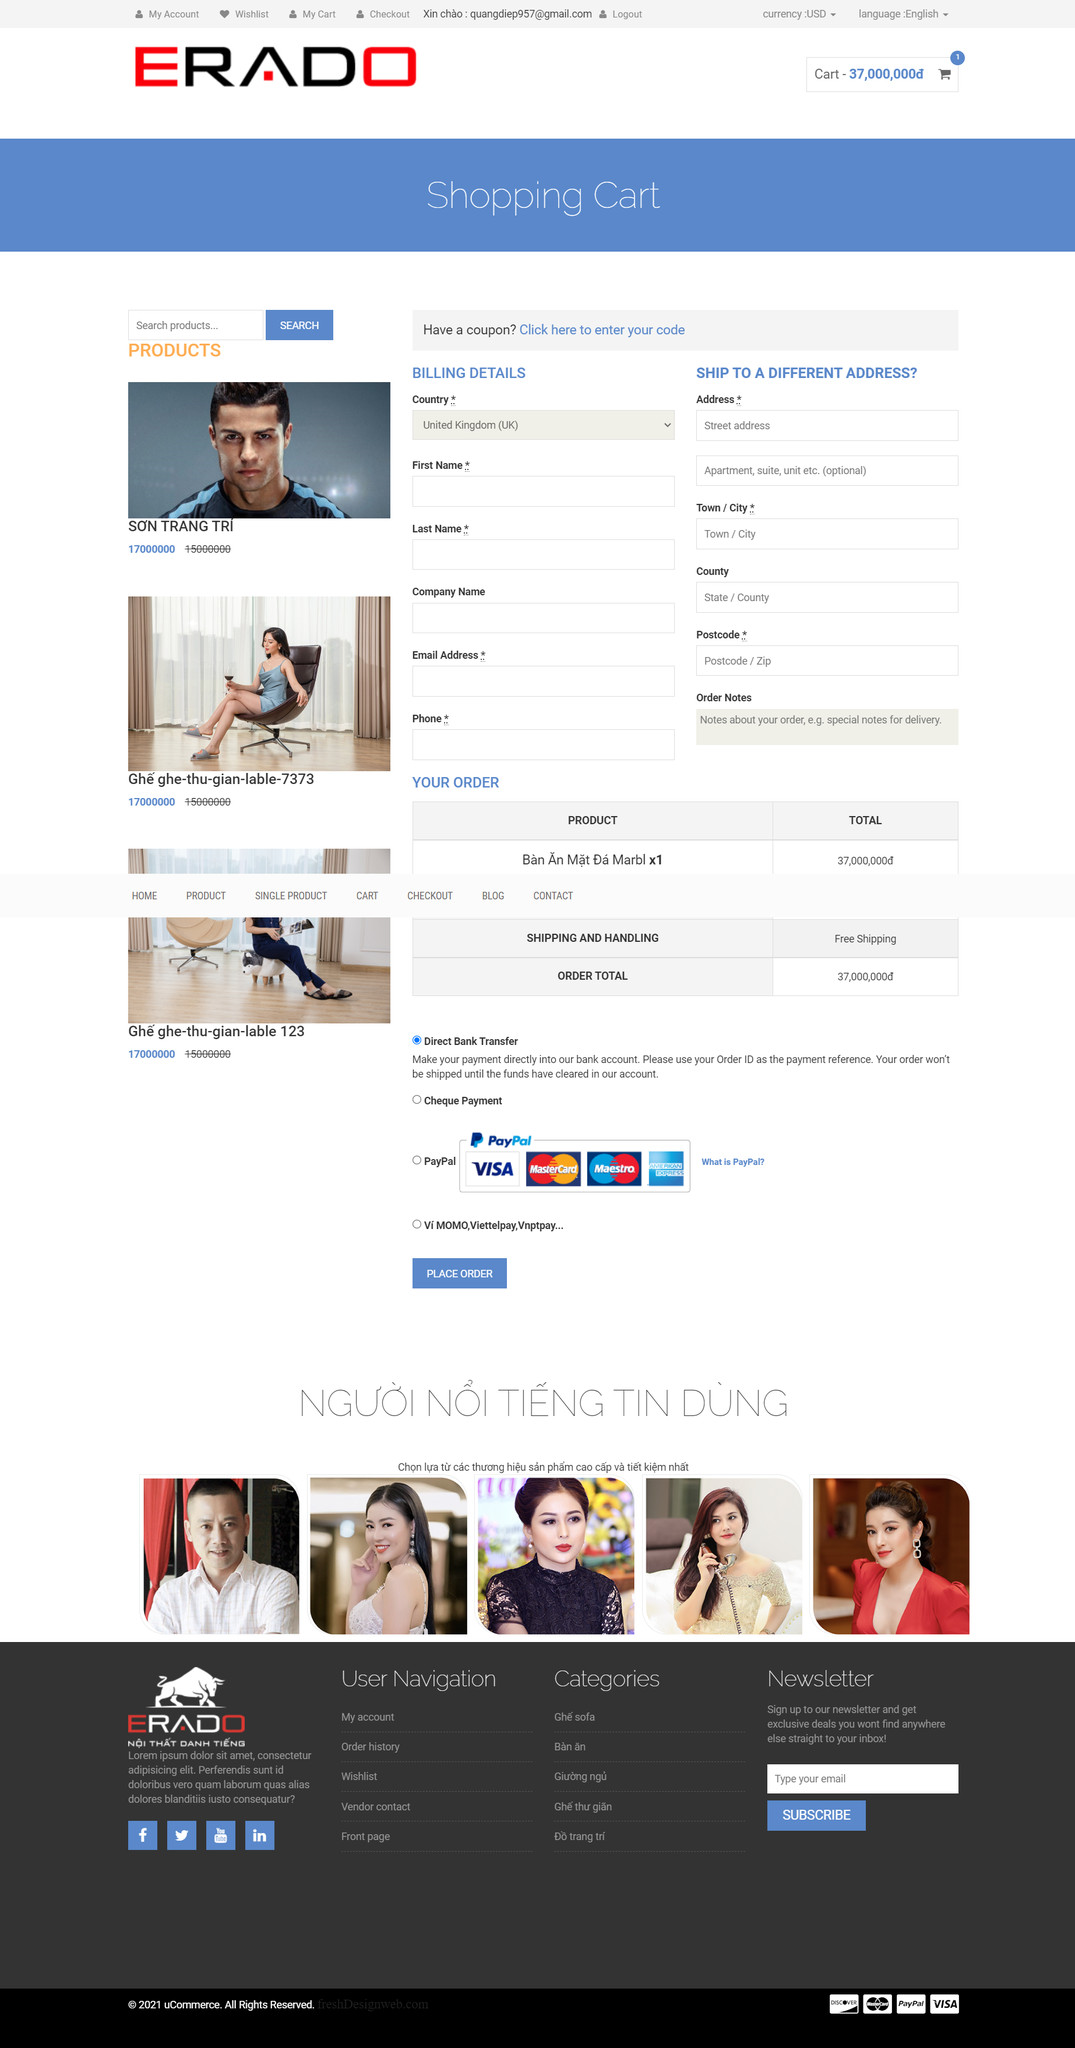 My Account Wishlist My Cart Checkout Xin chào : quangdiep957@gmail.com Logout currency :USD language :English
ERADO
Cart - 37,000,000đ
1
Shopping Cart
Search products...
SEARCH
PRODUCTS
SƠN TRANG TRÍ
17000000 15000000
Ghế ghe-thu-gian-lable-7373
17000000 15000000
Ghế ghe-thu-gian-lable 123
17000000 15000000
Have a coupon? Click here to enter your code
BILLING DETAILS
Country *
United Kingdom (UK)
First Name *
Last Name *
Company Name
Email Address *
Phone *
SHIP TO A DIFFERENT ADDRESS?
Address *
Street address
Apartment, suite, unit etc. (optional)
Town / City *
Town / City
County
State / County
Postcode *
Postcode / Zip
Order Notes
Notes about your order, e.g. special notes for delivery.
YOUR ORDER
PRODUCT TOTAL
Bàn Ăn Mặt Đá Marbl x1 37,000,000đ
HOME PRODUCT SINGLE PRODUCT CART CHECKOUT BLOG CONTACT
SHIPPING AND HANDLING Free Shipping
ORDER TOTAL 37,000,000đ
Direct Bank Transfer
Make your payment directly into our bank account. Please use your Order ID as the payment reference. Your order won't
be shipped until the funds have cleared in our account.
Cheque Payment
PayPal
PayPal VISA MasterCard Maestro AMERICAN EXPRESS What is PayPal?
Ví MOMO,Viettelpay,Vnptpay...
PLACE ORDER
NGƯỜI NỔI TIẾNG TIN DÙNG
Chọn lựa từ các thương hiệu sản phẩm cao cấp và tiết kiệm nhất
ERADO
NỘI THẤT DANH TIẾNG
Lorem ipsum dolor sit amet, consectetur
adipisicing elit. Perferendis sunt id
doloribus vero quam laborum quas alias
dolores blanditiis iusto consequatur?
User Navigation
My account
Order history
Wishlist
Vendor contact
Front page
Categories
Ghế sofa
Bàn ăn
Giường ngủ
Ghế thư giãn
Đồ trang trí
Newsletter
Sign up to our newsletter and get
exclusive deals you wont find anywhere
else straight to your inbox!
Type your email
SUBSCRIBE
© 2021 uCommerce. All Rights Reserved. freshDesignweb.com
DISCOVER PayPal VISA